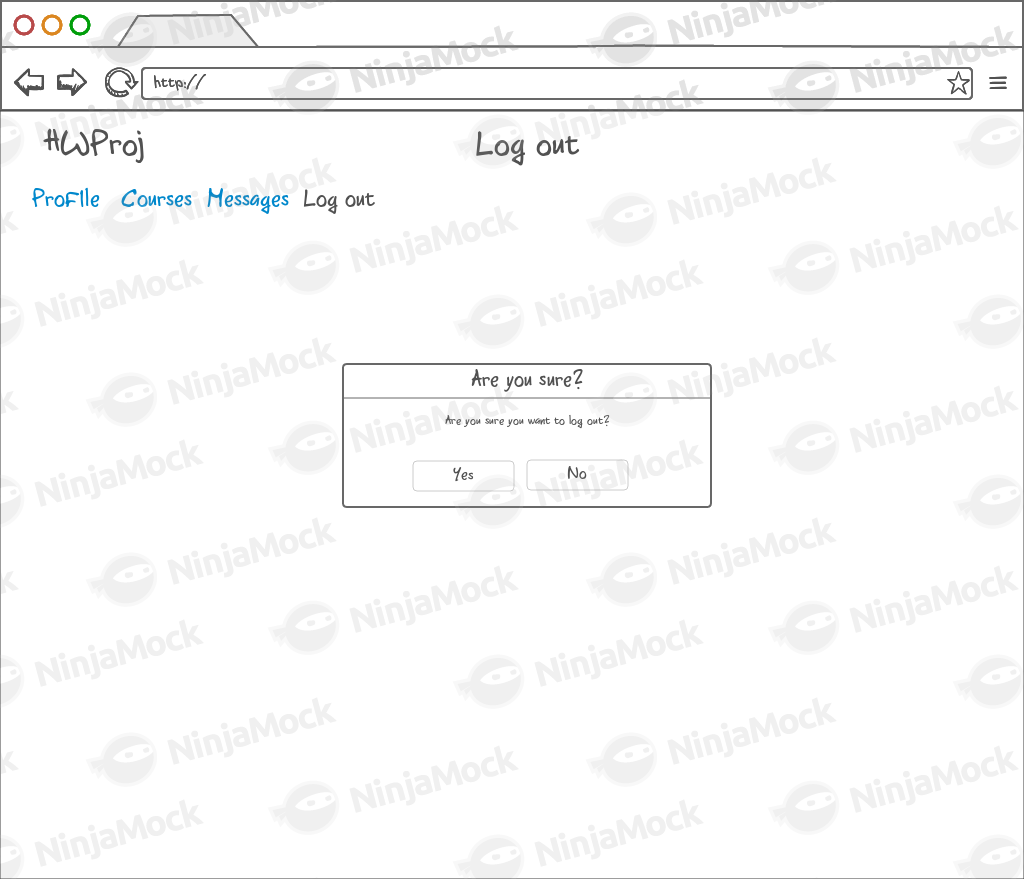 http://
HWProj
Log out
ProFIle Courses Messages Log out
Are you sure?
Are you sure you want to log out?
Yes No
NinjaMock